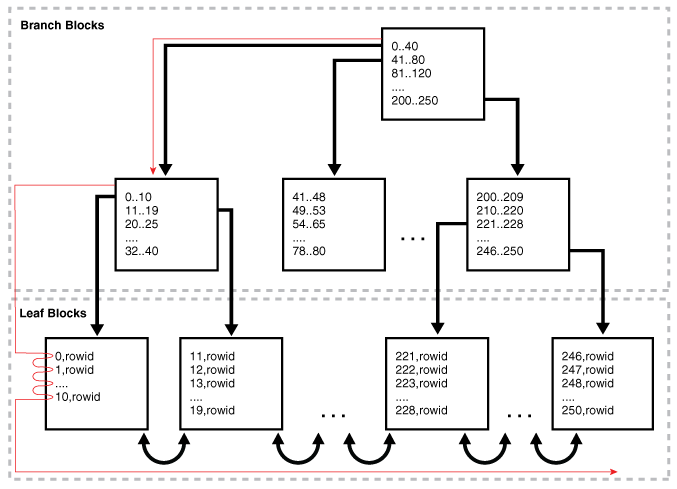 Branch Blocks
0..40
41..80
81..120
....
200..250
0..10
11..19
20..25
....
32..40
41..48
49..53
54..65
....
78..80
...
200..209
210..220
221..228
....
246..250
Leaf Blocks
0,rowid
1,rowid
....
10,rowid
11,rowid
12,rowid
13,rowid
....
19,rowid
...
221,rowid
222,rowid
223,rowid
....
228,rowid
...
246,rowid
247,rowid
248,rowid
....
250,rowid